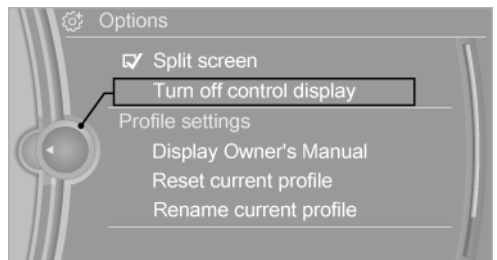 Options
Split screen
Turn off control display
Profile settings
Display Owner's Manual
Reset current profile
Rename current profile